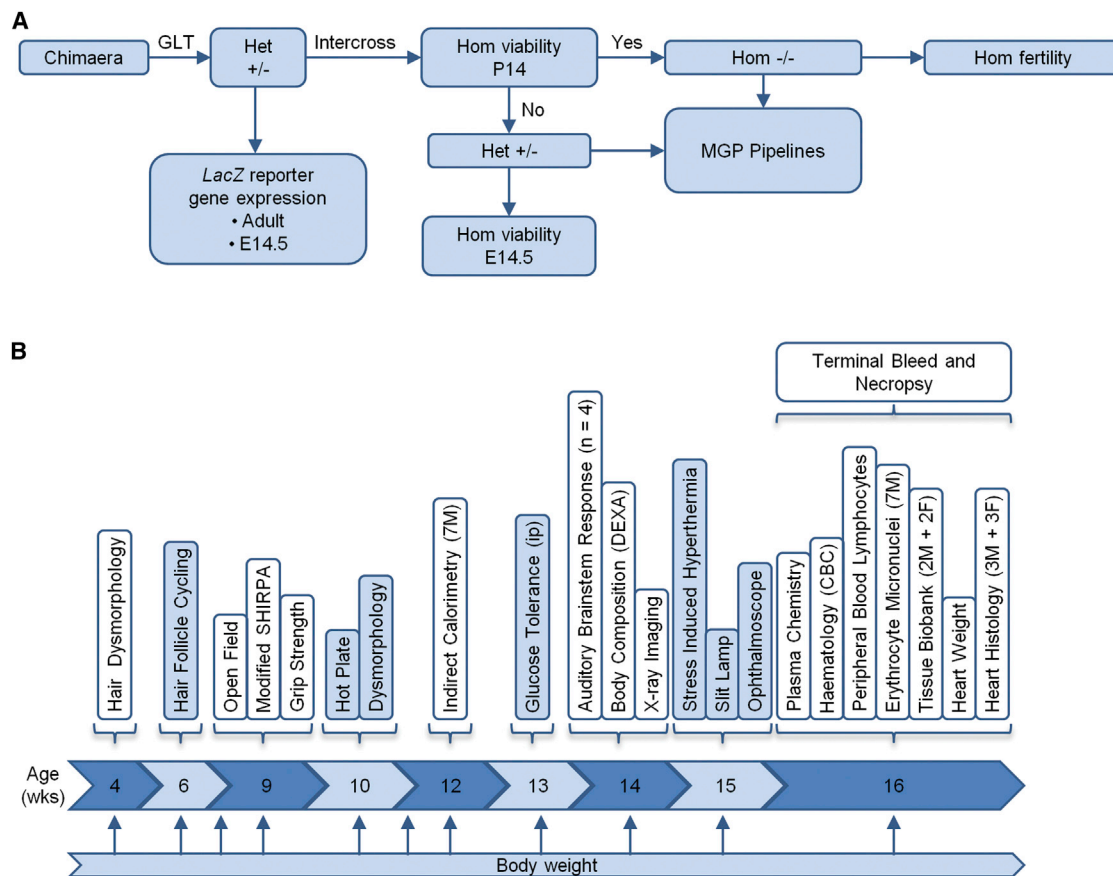 A
Chimaera
GLT
Het
+/-
Intercross
Hom viability
P14
Yes
Hom -/-
Hom fertility
No
Het +/-
MGP Pipelines
LacZ reporter
gene expression
• Adult
• E14.5
Hom viability
E14.5
B
Terminal Bleed and
Necropsy
Hair Dysmorphology
Hair Follicle Cycling
Open Field
Modified SHIRPA
Grip Strength
Hot Plate
Dysmorphology
Indirect Calorimetry (7M)
Glucose Tolerance (ip)
Auditory Brainstem Response (n = 4)
Body Composition (DEXA)
X-ray Imaging
Stress Induced Hyperthermia
Slit Lamp
Ophthalmoscope
Plasma Chemistry
Haematology (CBC)
Peripheral Blood Lymphocytes
Erythrocyte Micronuclei (7M)
Tissue Biobank (2M + 2F)
Heart Weight
Heart Histology (3M + 3F)
Age
(wks)
4 6 9 10 12 13 14 15 16
Body weight